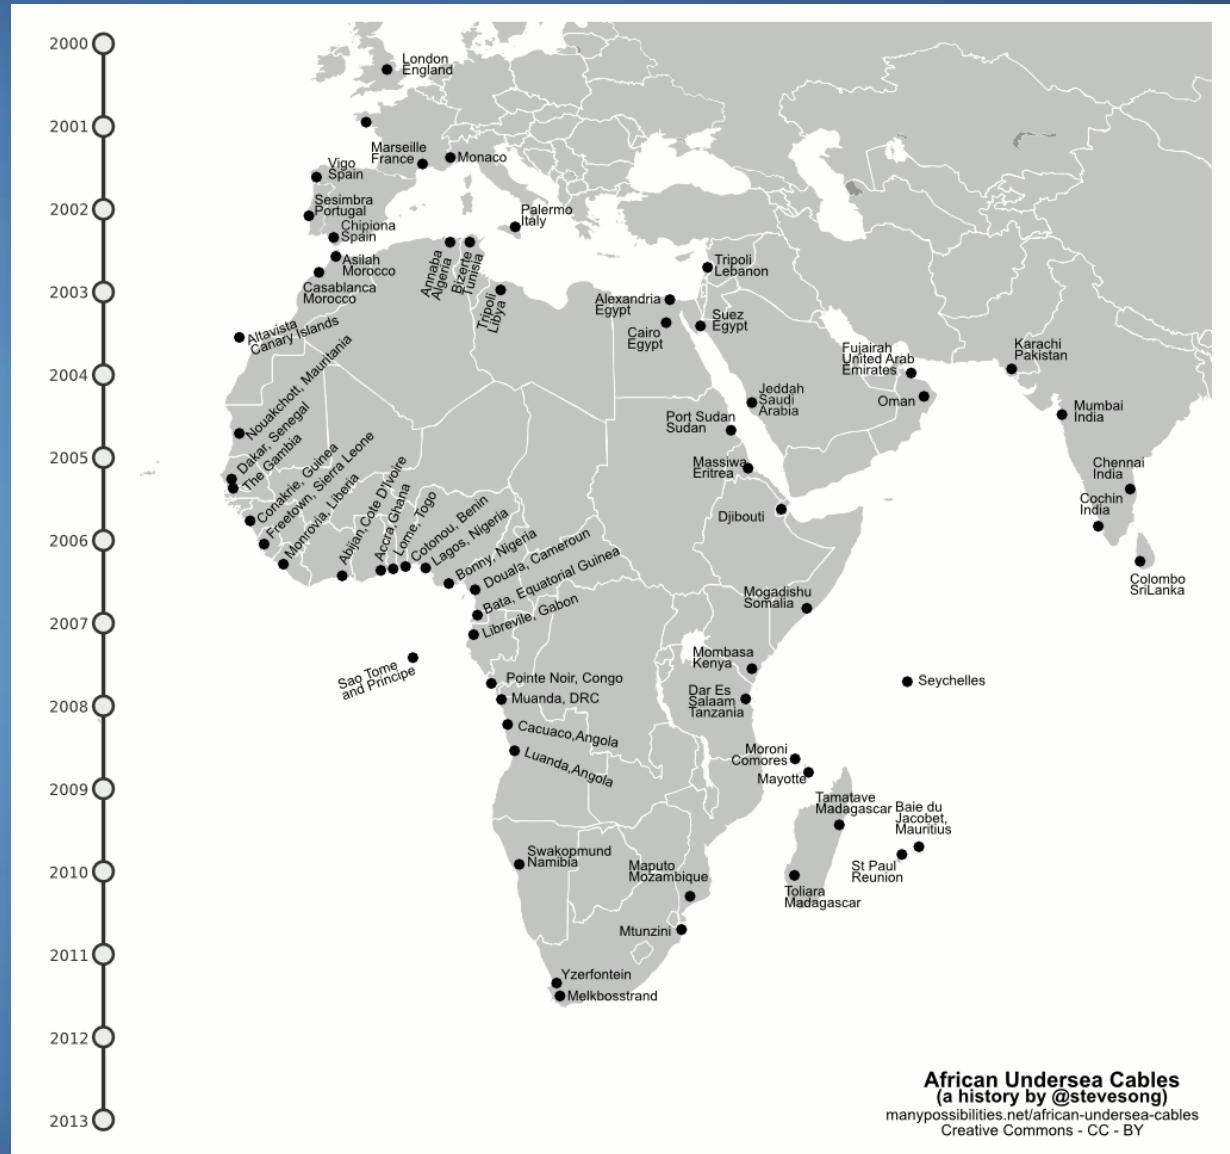 2000
2001
2002
2003
2004
2005
2006
2007
2008
2009
2010
2011
2012
2013
London
England
Marseille
France
Monaco
Vigo
Spain
Sesimbra
Portugal
Chipiona
Spain
Palermo
Italy
Asilah
Morocco
Casablanca
Morocco
Annaba
Algeria
Bizerte
Tunisia
Tripoli
Libya
Tripoli
Lebanon
Alexandria
Egypt
Cairo
Egypt
Suez
Egypt
Altavista
Canary Islands
Fujairah
United Arab
Emirates
Oman
Karachi
Pakistan
Mumbai
India
Jeddah
Saudi
Arabia
Port Sudan
Sudan
Massiwa
Eritrea
Djibouti
Chennai
India
Cochin
India
Colombo
SriLanka
Nouakchott, Mauritania
Dakar, Senegal
The Gambia
Conakrie, Guinea
Freetown, Sierra Leone
Monrovia, Liberia
Abijan,Cote D'Ivoire
Accra,Ghana
Lome,Togo
Cotonou, Benin
Lagos, Nigeria
Bonny, Nigeria
Douala, Cameroun
Bata, Equatorial Guinea
Librevile, Gabon
Sao Tome
and Principe
Mogadishu
Somalia
Mombasa
Kenya
Dar Es
Salaam
Tanzania
Seychelles
Pointe Noir, Congo
Muanda, DRC
Cacuaco,Angola
Luanda,Angola
Moroni
Comores
Mayotte
Tamatave
Madagascar
Baie du
Jacobet,
Mauritius
St Paul
Reunion
Toliara
Madagascar
Swakopmund
Namibia
Maputo
Mozambique
Mtunzini
Yzerfontein
Melkbosstrand
African Undersea Cables
(a history by @stevesong)
manypossibilities.net/african-undersea-cables
Creative Commons - CC - BY